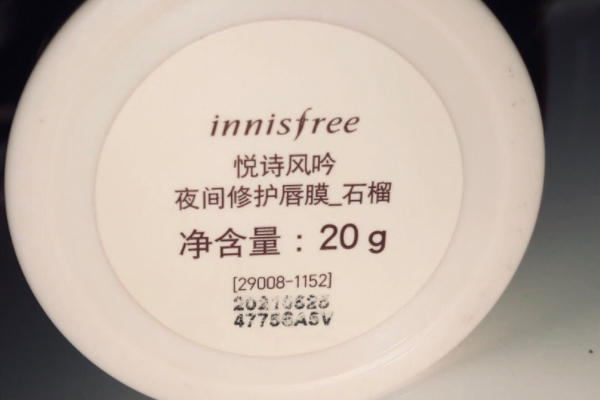 innisfree
悦诗风吟
夜间修护唇膜_石榴
净含量：20 g
[29008-1152]